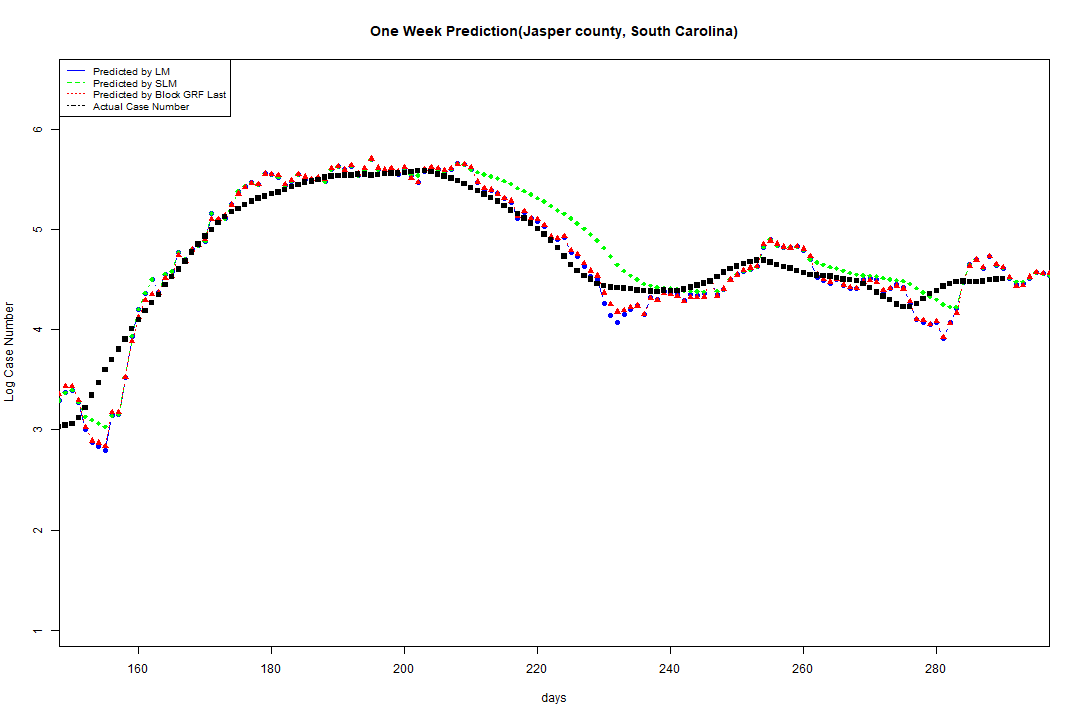 One Week Prediction(Jasper county, South Carolina)
Predicted by LM
Predicted by SLM
Predicted by Block GRF Last
Actual Case Number
6
5
4
3
2
1
Log Case Number
160 180 200 220 240 260 280
days